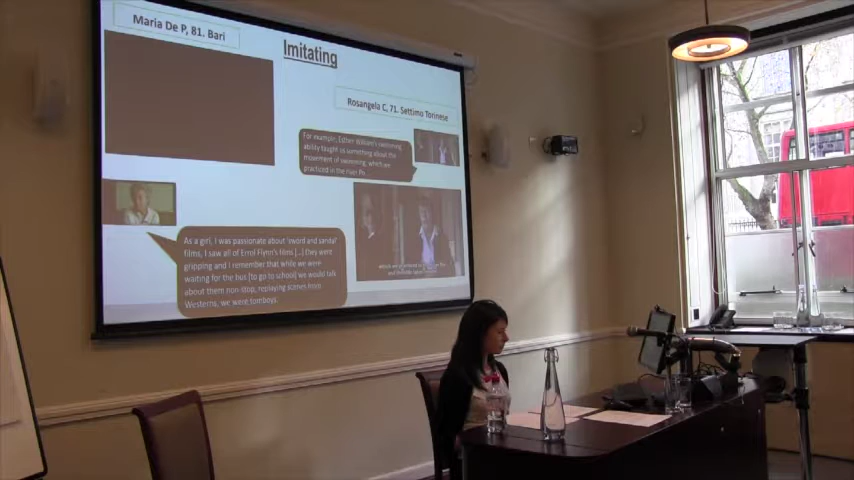 María De P, 81. Bari
Imitating
Rosangela C, 71. Settimo Torinese
For example, Esther William's swimming
ability taught us something about the
movement of swimming, which we
practiced in the river Po.
As a girl, I was passionate about 'sword and sandal'
films, I saw all of Errol Flynn's films [...] they were
gripping and I remember that while we were
waiting for the bus [to go to school] we would talk
about them non-stop, replaying scenes from
Westerns, we were tomboys.